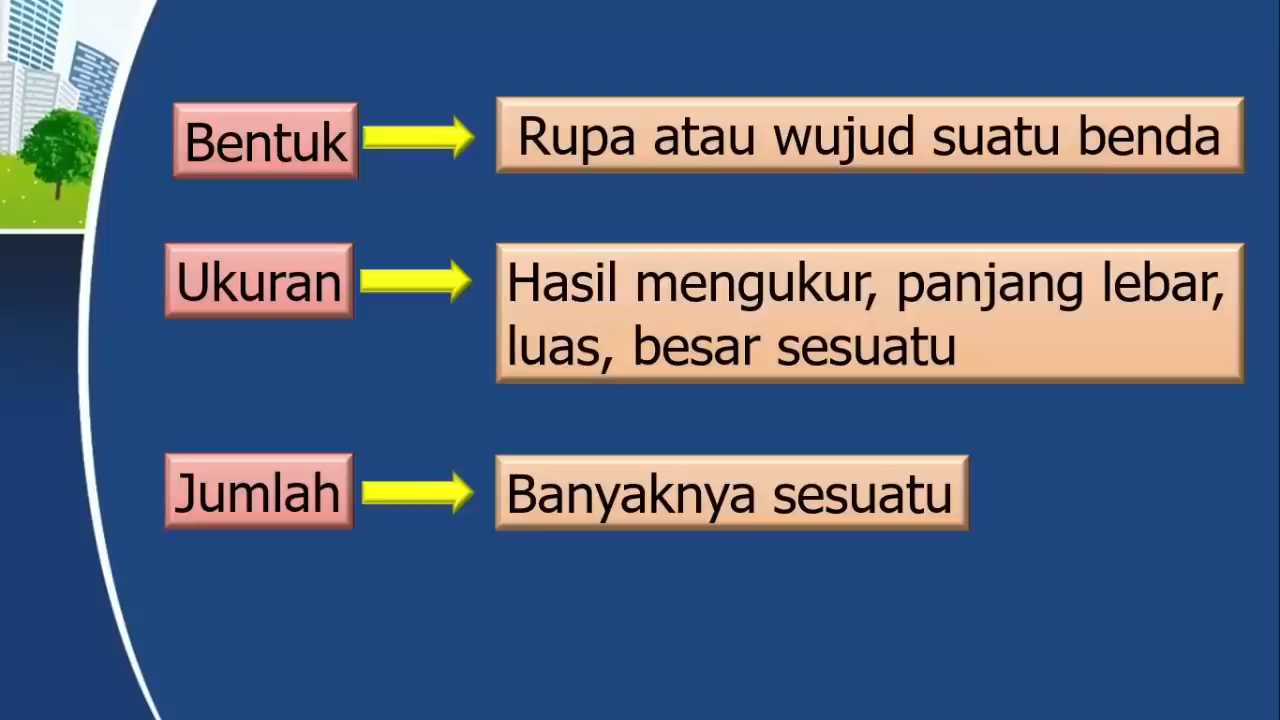 Bentuk
Rupa atau wujud suatu benda
Ukuran
Hasil mengukur, panjang lebar,
luas, besar sesuatu
Jumlah
Banyaknya sesuatu